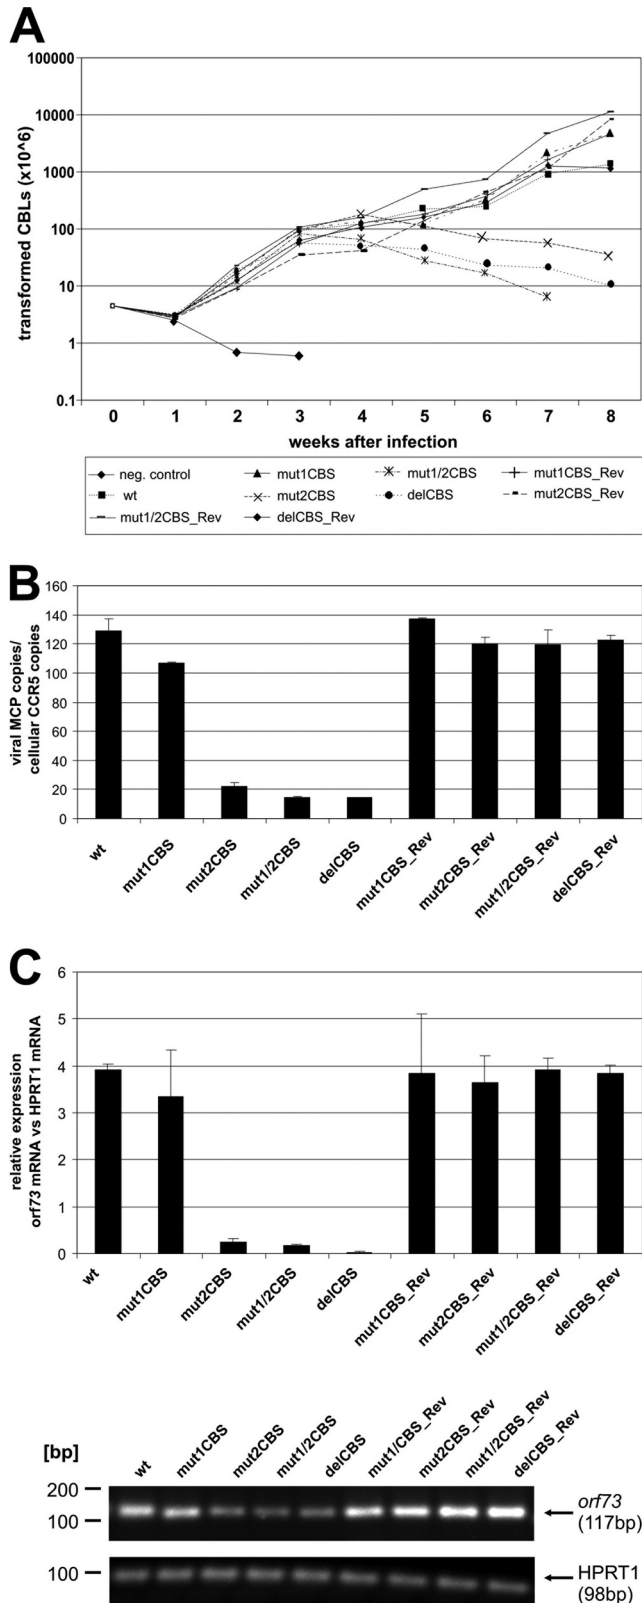 A
transformed CBLs (x10^6)
100000
10000
1000
100
10
1
0.1
0 1 2 3 4 5 6 7 8
weeks after infection
neg. control mut1CBS mut1/2CBS mut1CBS_Rev
wt mut2CBS delCBS mut2CBS_Rev
mut1/2CBS_Rev delCBS_Rev
B
viral MCP copies/
cellular CCR5 copies
160
140
120
100
80
60
40
20
0
wt mut1CBS mut2CBS mut1/2CBS delCBS mut1CBS_Rev mut2CBS_Rev mut1/2CBS_Rev delCBS_Rev
C
relative expression
orf73 mRNA vs HPRT1 mRNA
6
5
4
3
2
1
0
wt mut1CBS mut2CBS mut1/2CBS delCBS mut1CBS_Rev mut2CBS_Rev mut1/2CBS_Rev delCBS_Rev
[bp] wt mut1CBS mut2CBS mut1/2CBS delCBS mut1/CBS_Rev mut2CBS_Rev mut1/2CBS_Rev delCBS_Rev
200
100
orf73
(117bp)
100
HPRT1
(98bp)